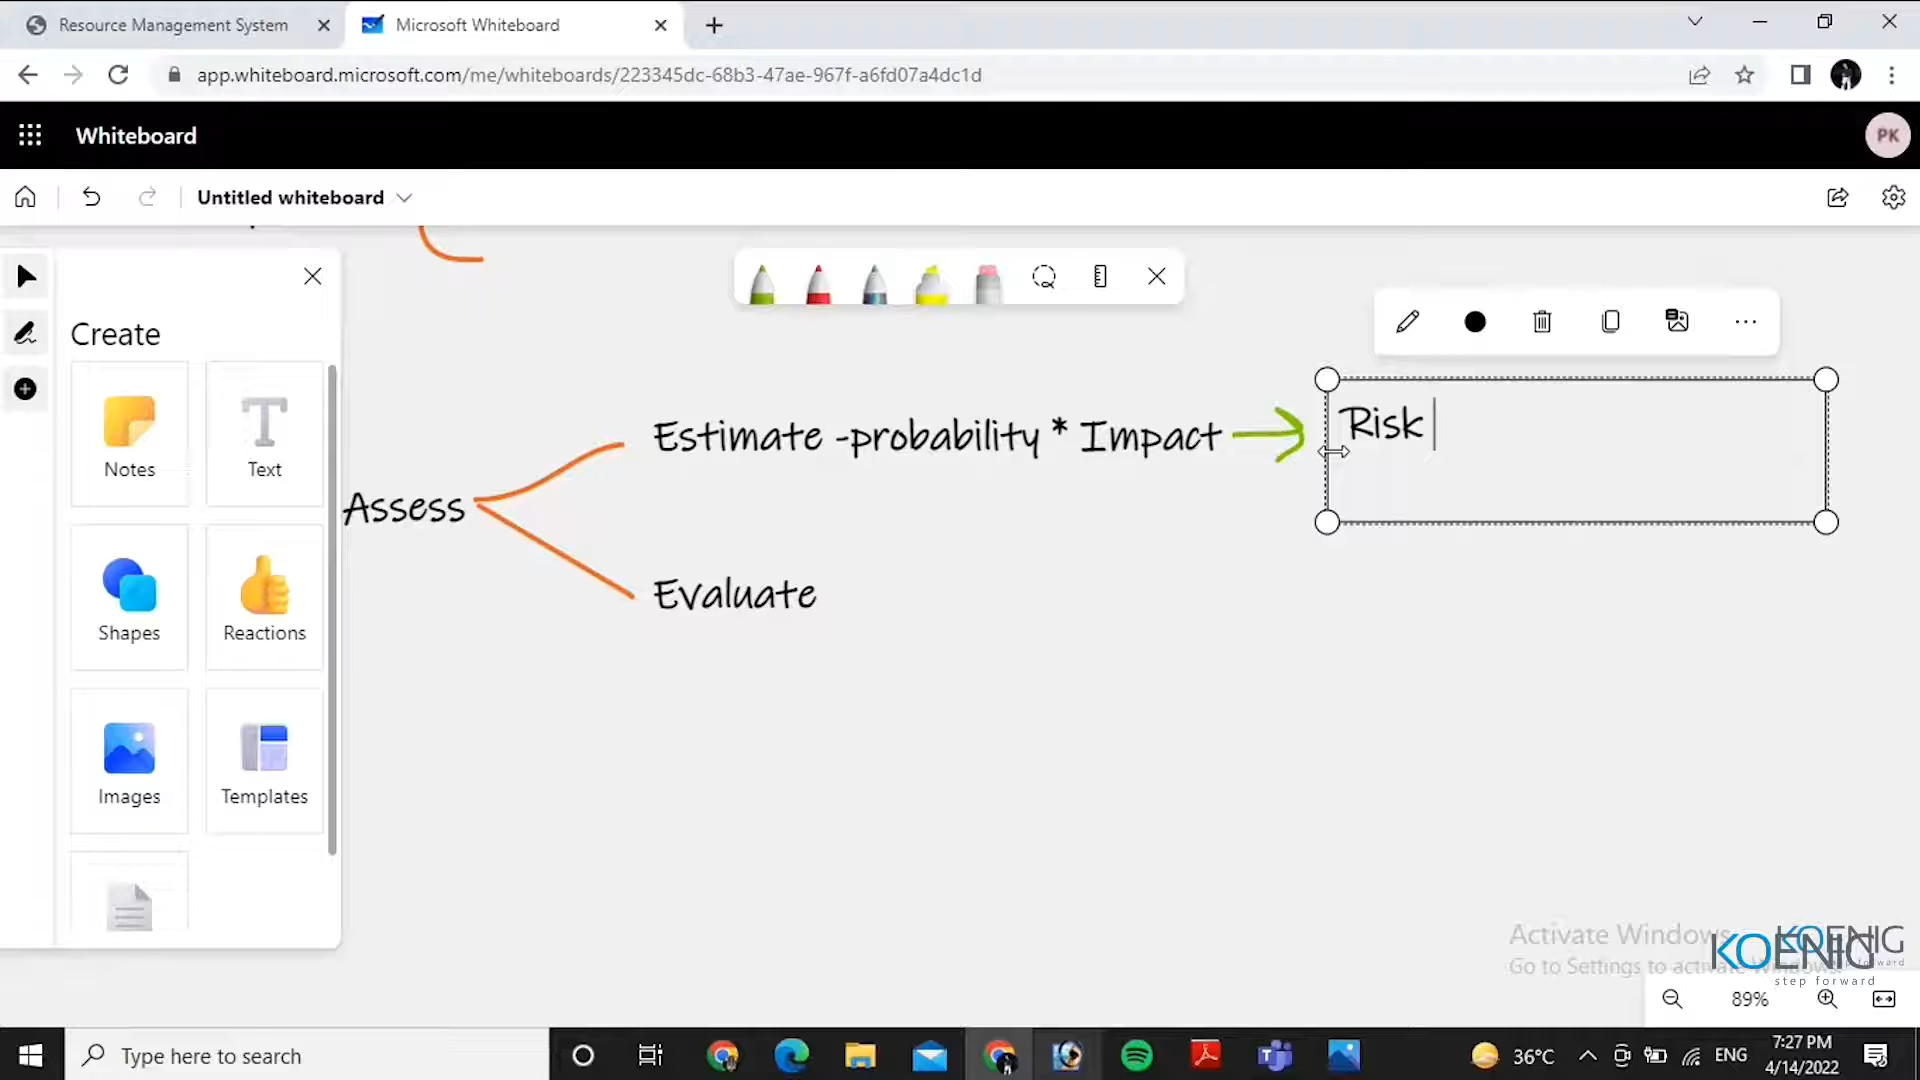 Resource Management System
Microsoft Whiteboard
app.whiteboard.microsoft.com/me/whiteboards/223345dc-68b3-47ae-967f-a6fd07a4dc1d
Whiteboard
PK
Untitled whiteboard
Create
Notes
Text
Shapes
Reactions
Images
Templates
Estimate -probability * Impact
Risk
Assess
Evaluate
Activate Windows
Go to Settings to activate Windows.
KOENIG
KOENIG
step forward
89%
Type here to search
36°C
ENG
7:27 PM
4/14/2022